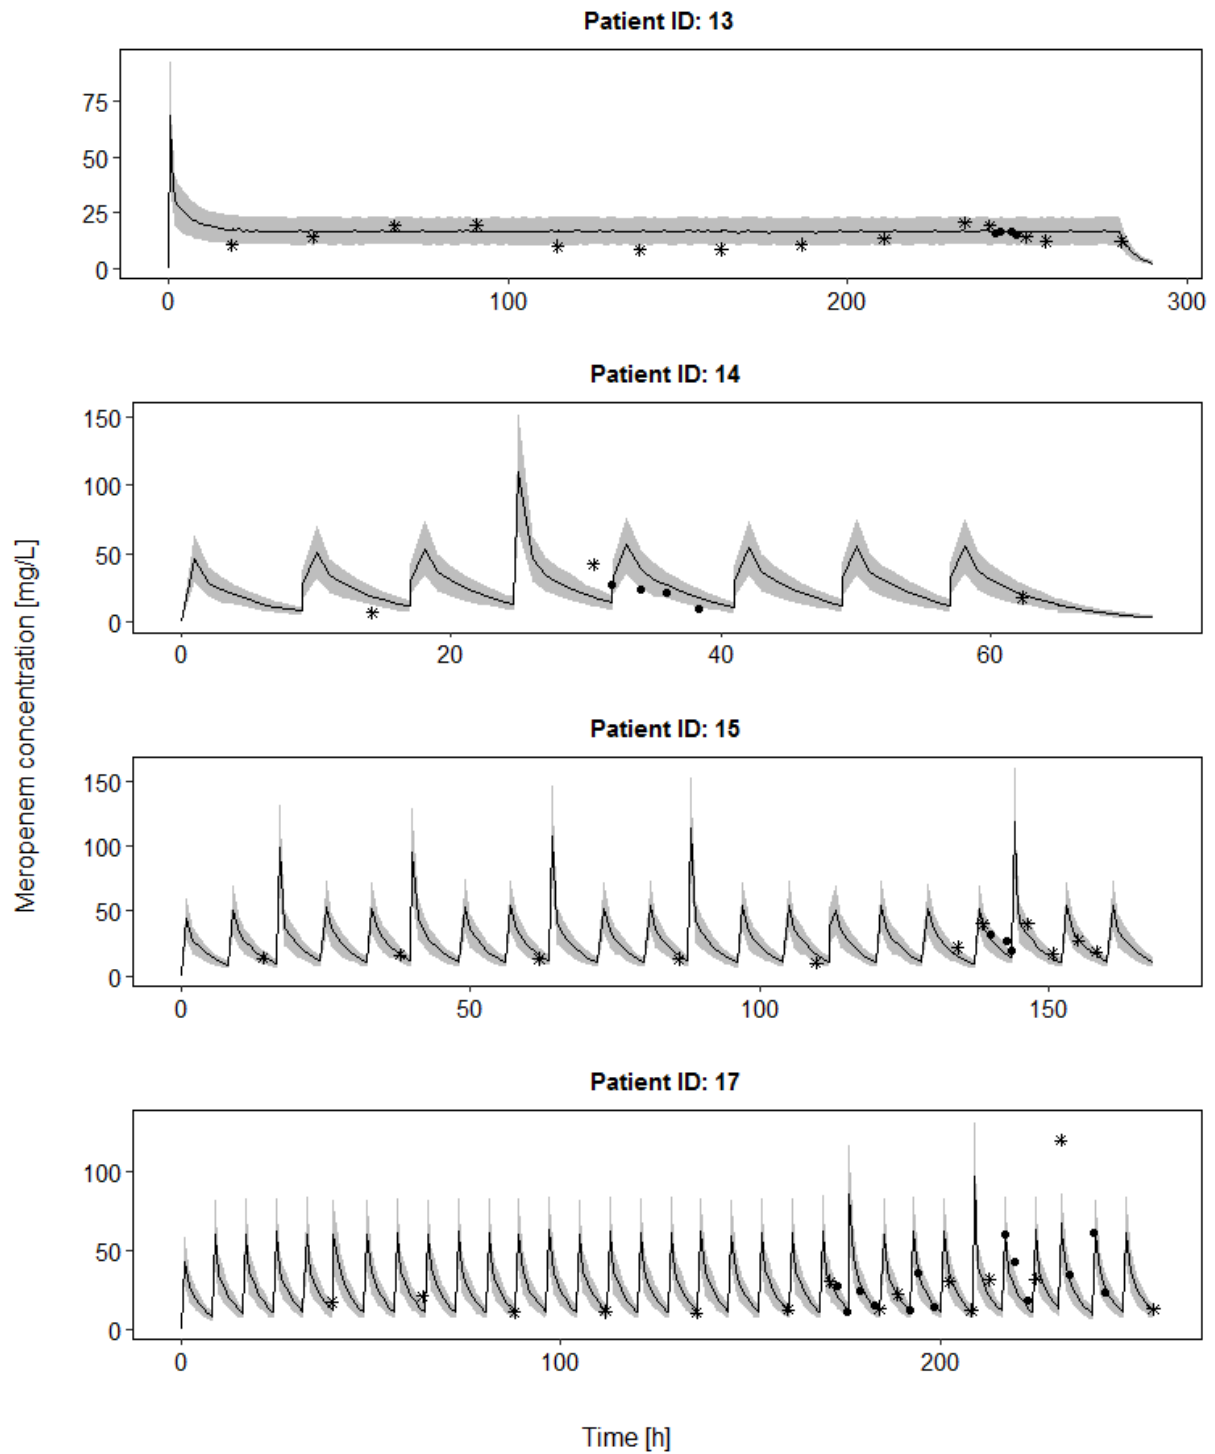 Patient ID: 13
75
50
25
0
0 100 200 300
Patient ID: 14
150
100
50
0
0 20 40 60
Meropenem concentration [mg/L]
Patient ID: 15
150
100
50
0
0 50 100 150
Patient ID: 17
100
50
0
0 100 200
Time [h]